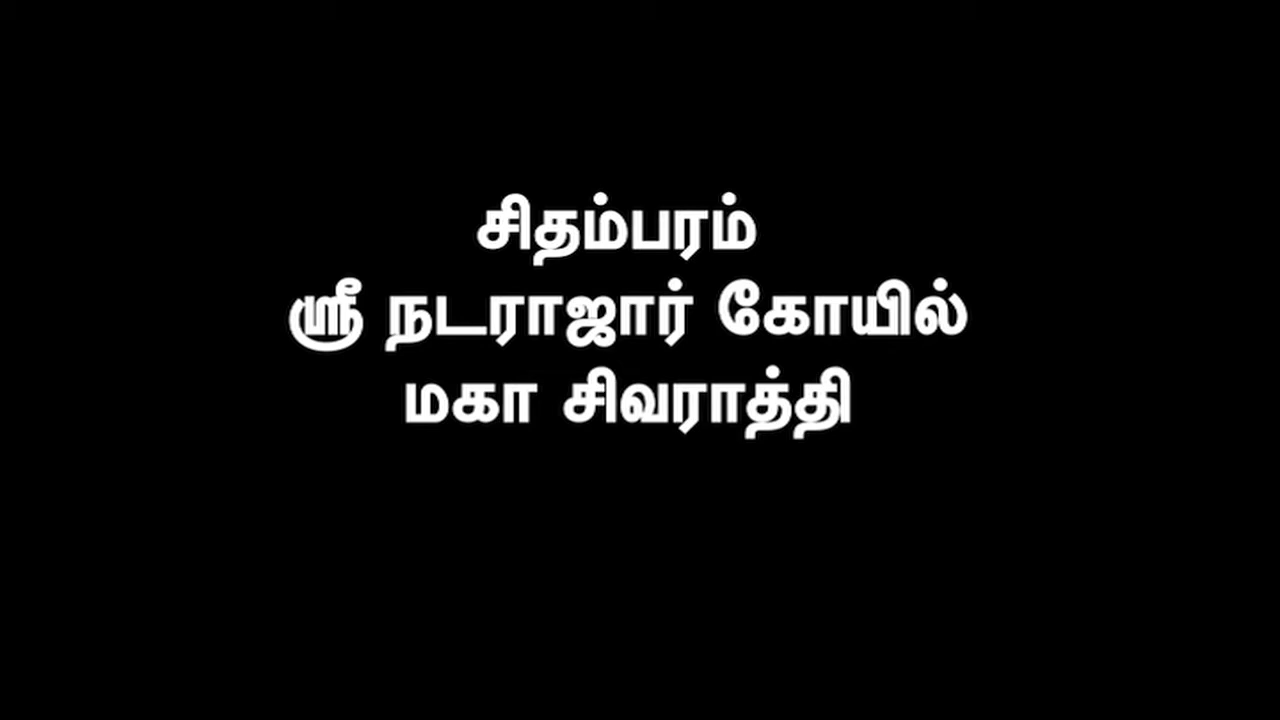 சிதம்பரம்
ஸ்ரீ நடராஜார் கோயில்
மகா சிவராத்தி